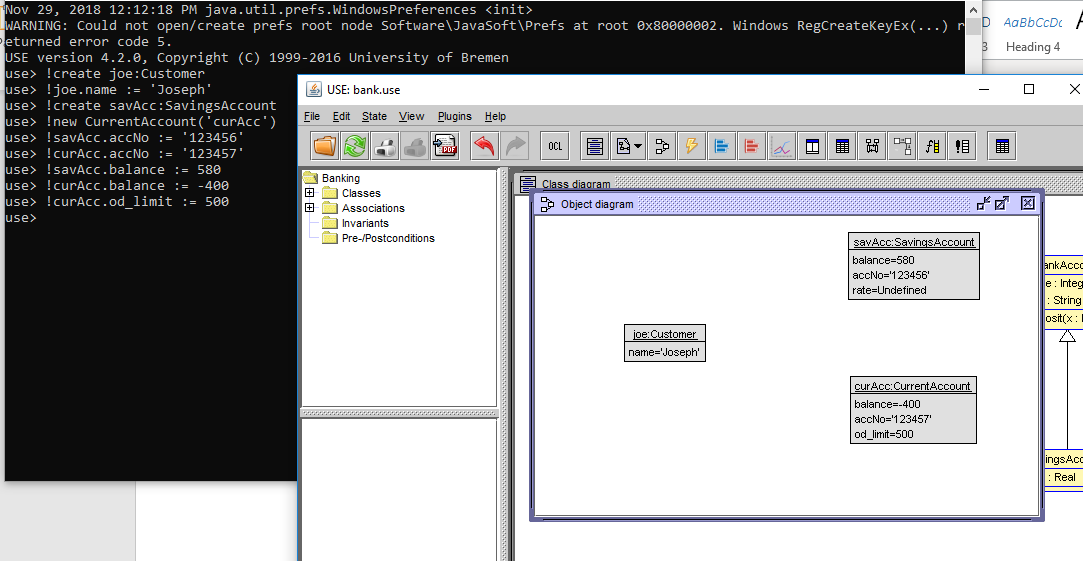 Nov 29, 2018 12:12:18 PM java.util.prefs.WindowsPreferences <init>
WARNING: Could not open/create prefs root node Software\JavaSoft\Prefs at root 0x80000002. Windows RegCreateKeyEx(...) r
eturned error code 5.
USE version 4.2.0, Copyright (C) 1999-2016 University of Bremen
use> !create joe:Customer
use> !joe.name := 'Joseph'
use> !create savAcc:SavingsAccount
use> !new CurrentAccount('curAcc')
use> !savAcc.accNo := '123456'
use> !curAcc.accNo := '123457'
use> !savAcc.balance := 580
use> !curAcc.balance := -400
use> !curAcc.od_limit := 500
use>
D
AaBbCcDc
A
3
Heading 4
USE: bank.use
File Edit State View Plugins Help
PDF
OCL
Banking
Classes
Associations
Invariants
Pre-/Postconditions
Class diagram
Object diagram
savAcc:SavingsAccount
balance=580
accNo='123456'
rate=Undefined
joe:Customer
name='Joseph'
curAcc:CurrentAccount
balance=-400
accNo='123457'
od_limit=500
ankAcco
e : Integ
: String
osit(x : I
ingsAcc
: Real